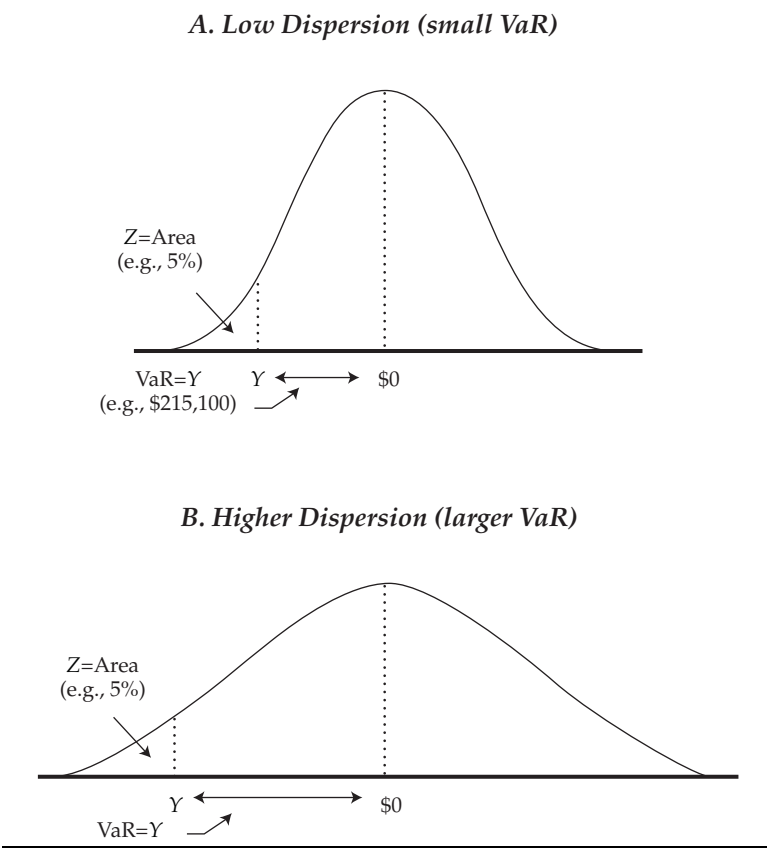 A. Low Dispersion (small VaR)
Z=Area
(e.g., 5%)
VaR=Y
Y
$0
(e.g., $215,100)
B. Higher Dispersion (larger VaR)
Z=Area
(e.g., 5%)
Y
$0
VaR=Y